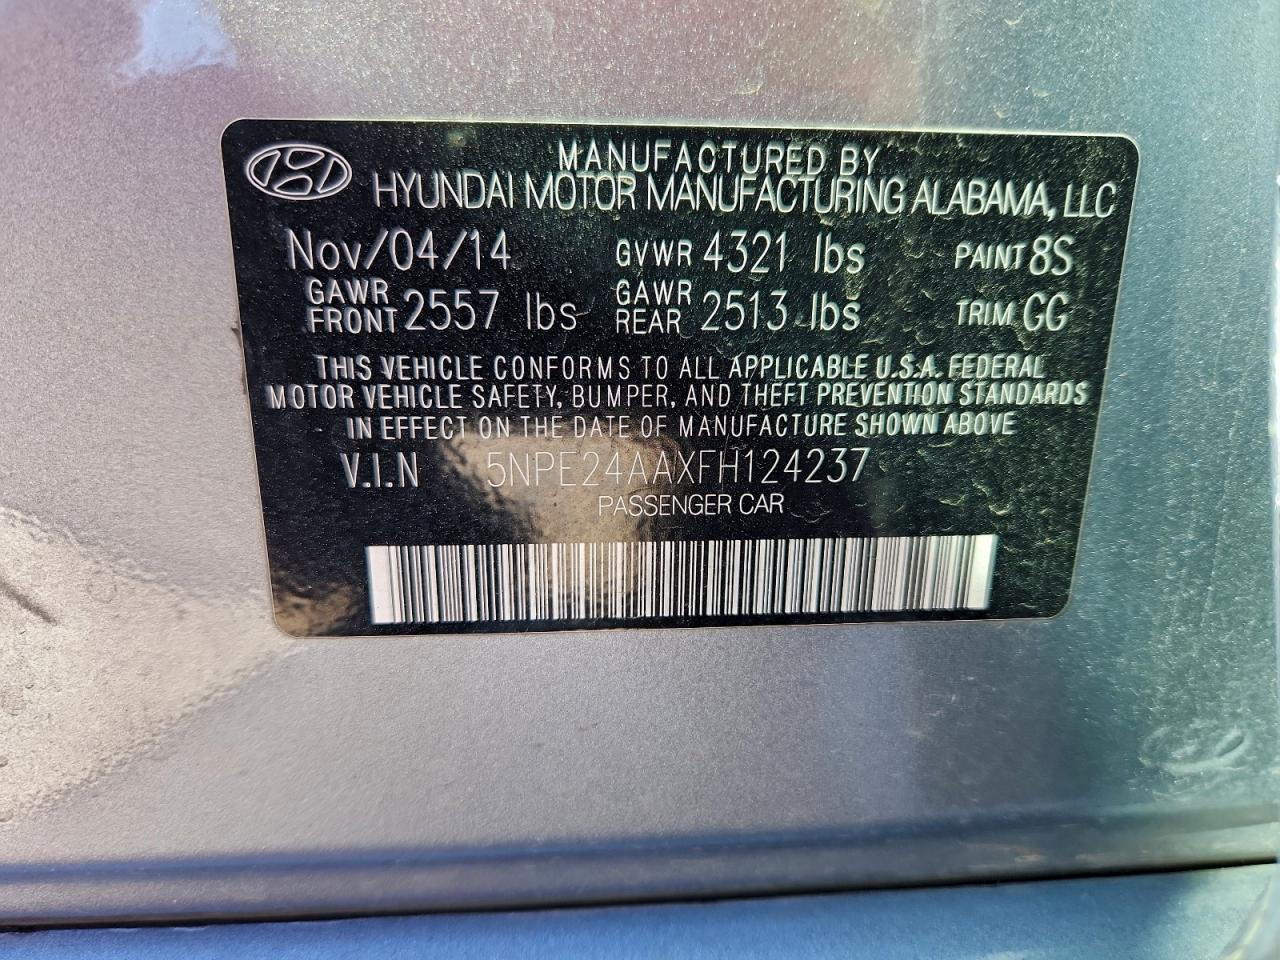 MANUFACTURED BY
HYUNDAI MOTOR MANUFACTURING ALABAMA, LLC
Nov/04/14 GVWR 4321 lbs PAINT 8S
GAWR FRONT 2557 lbs GAWR REAR 2513 lbs TRIM GG
THIS VEHICLE CONFORMS TO ALL APPLICABLE U.S.A. FEDERAL
MOTOR VEHICLE SAFETY, BUMPER, AND THEFT PREVENTION STANDARDS
IN EFFECT ON THE DATE OF MANUFACTURE SHOWN ABOVE
V.I.N 5NPE24AAXFH124237
PASSENGER CAR